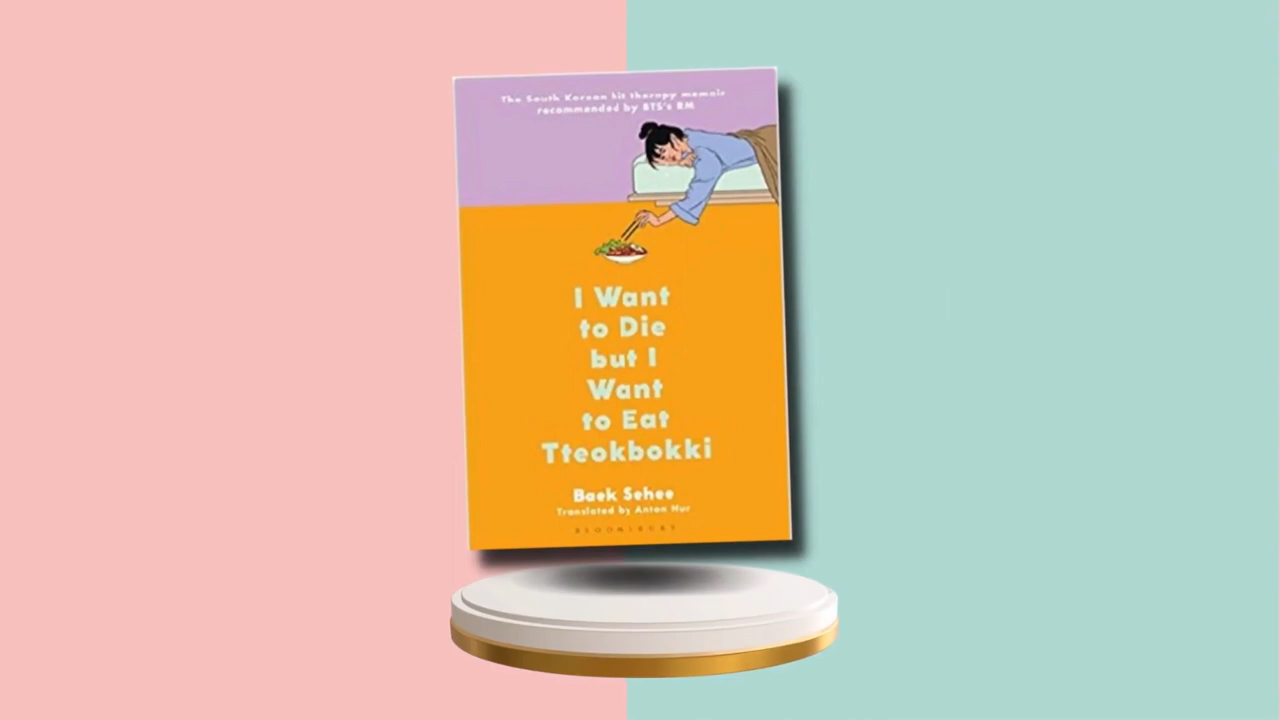 The South Korean hit therapy memoir
recommended by BTS's RM
I Want
to Die
but I
Want
to Eat
Tteokbokki
Baek Sehee
Translated by Anton Hur
BLOOMSBURY